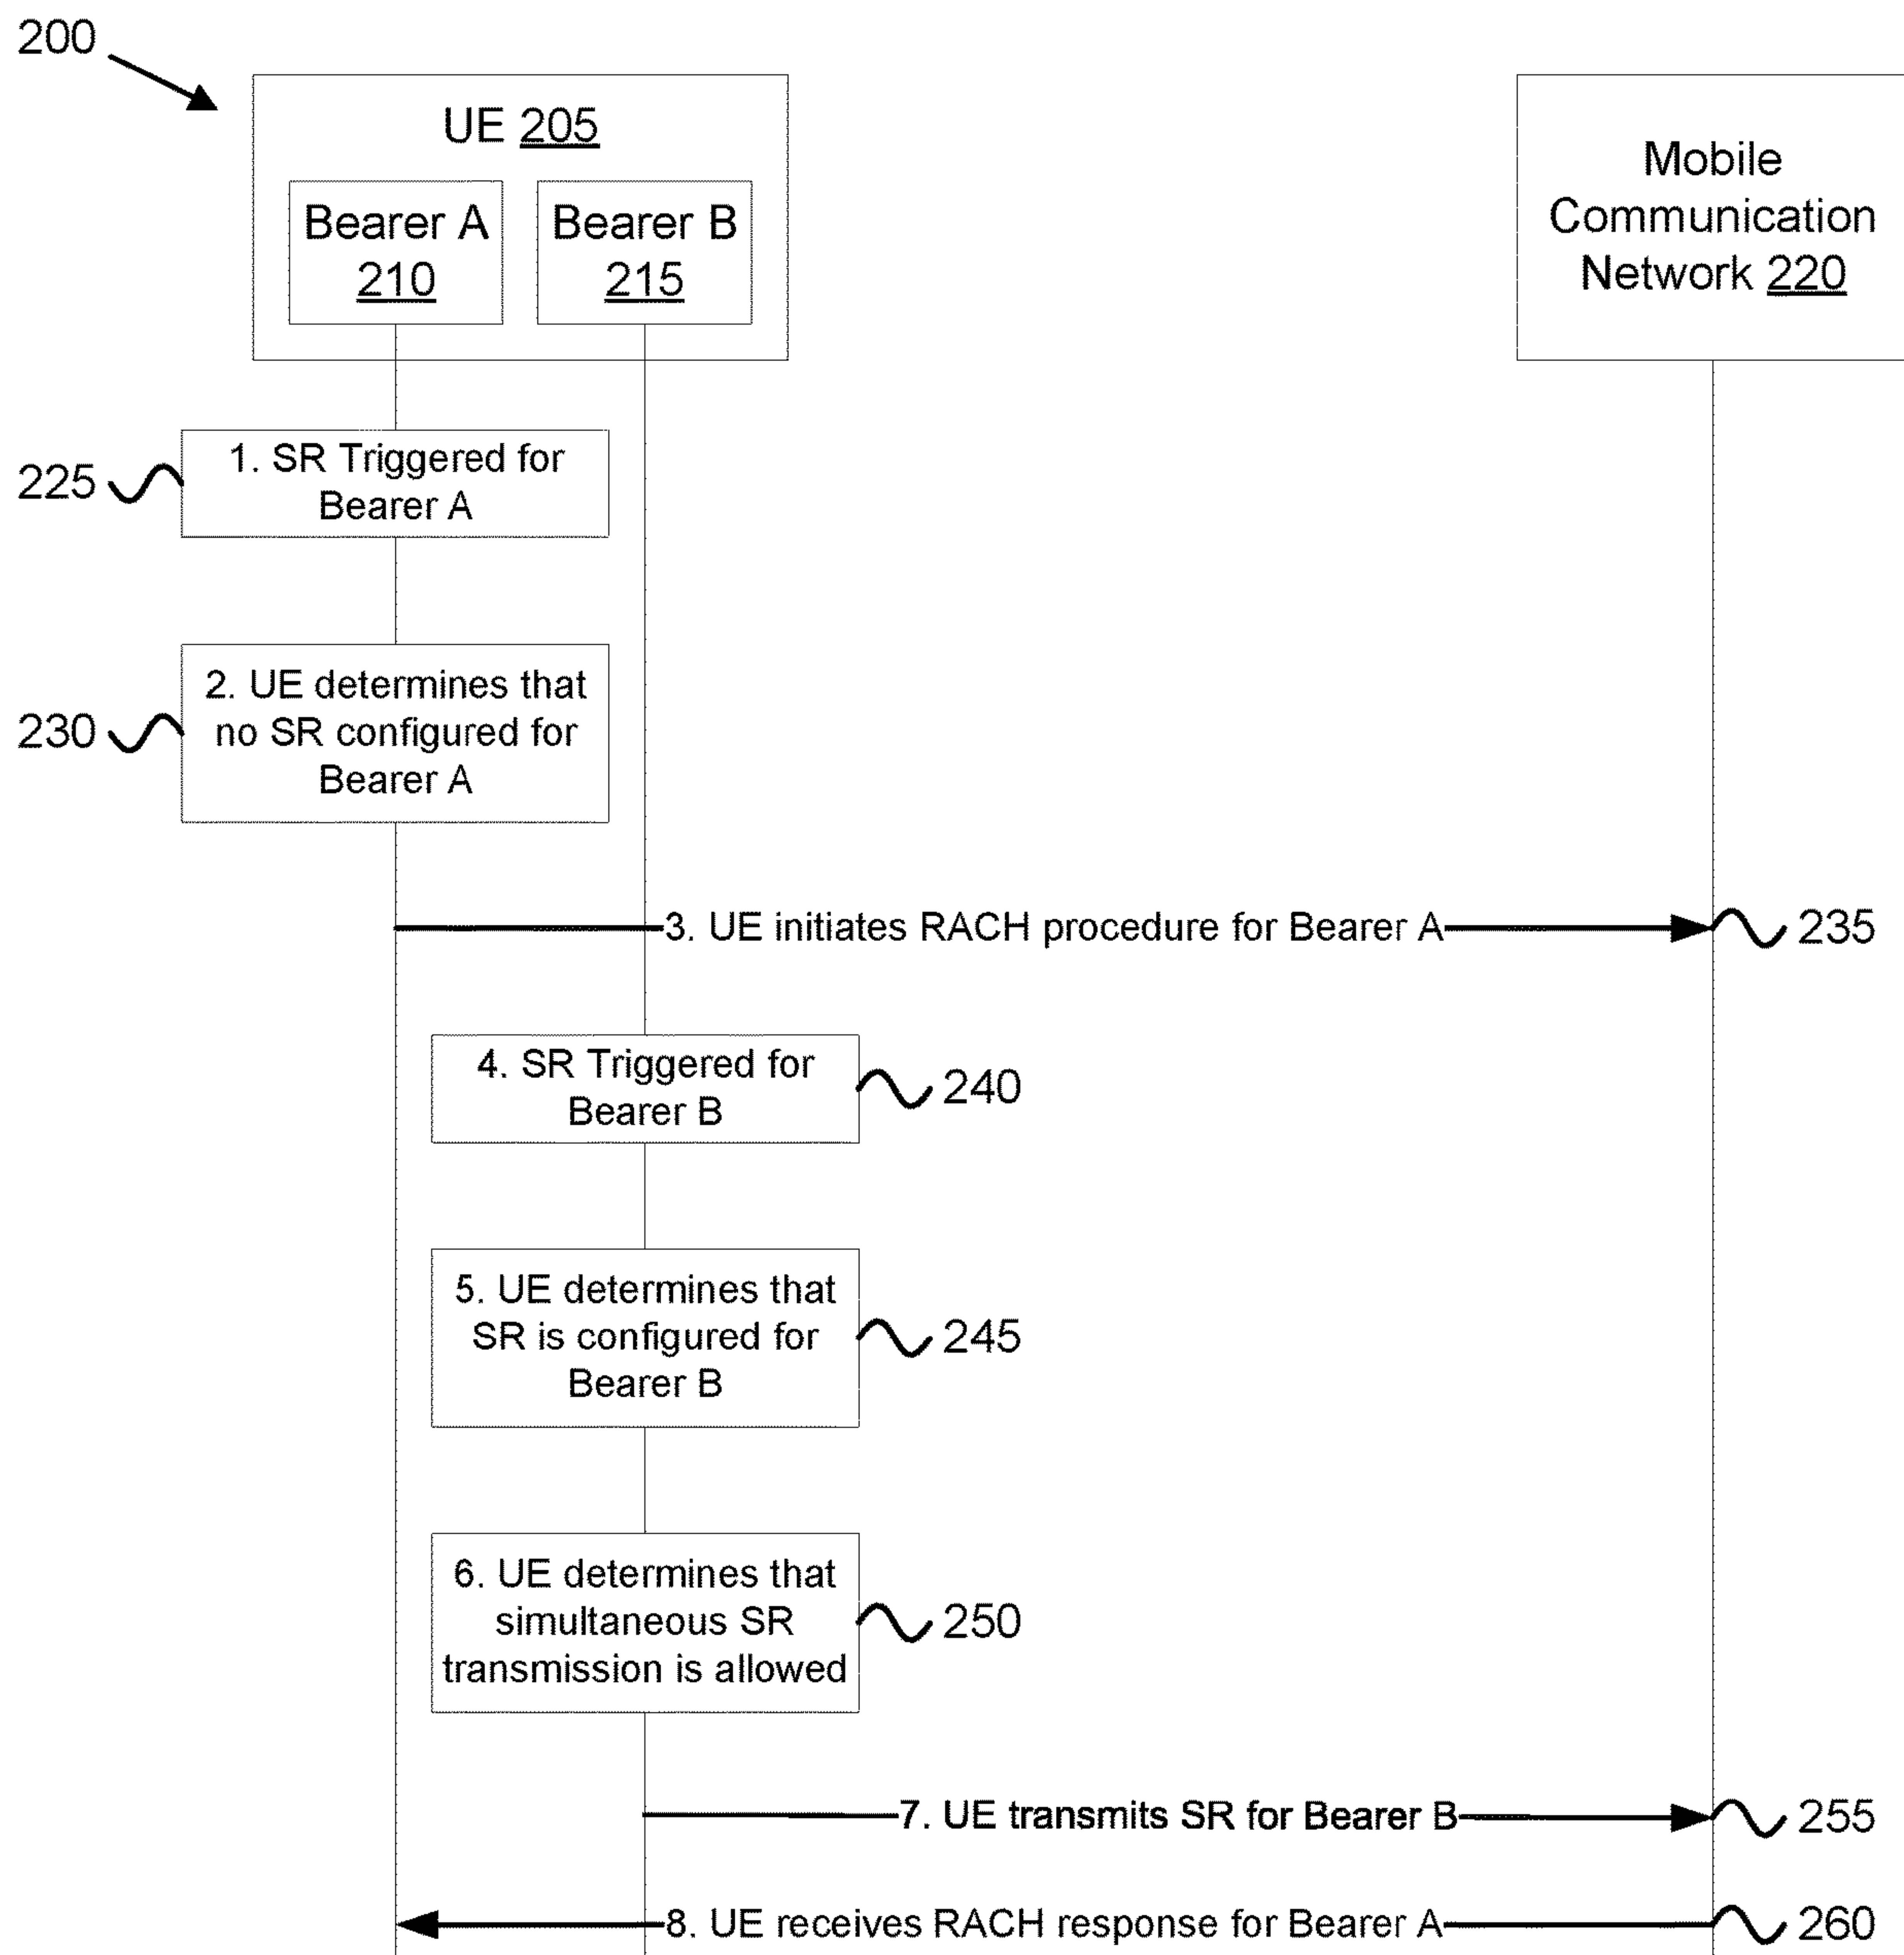 200
UE 205
Bearer A
210
Bearer B
215
Mobile
Communication
Network 220
225
1. SR Triggered for
Bearer A
230
2. UE determines that
no SR configured for
Bearer A
3. UE initiates RACH procedure for Bearer A
235
4. SR Triggered for
Bearer B
240
5. UE determines that
SR is configured for
Bearer B
245
6. UE determines that
simultaneous SR
transmission is allowed
250
7. UE transmits SR for Bearer B
255
8. UE receives RACH response for Bearer A
260